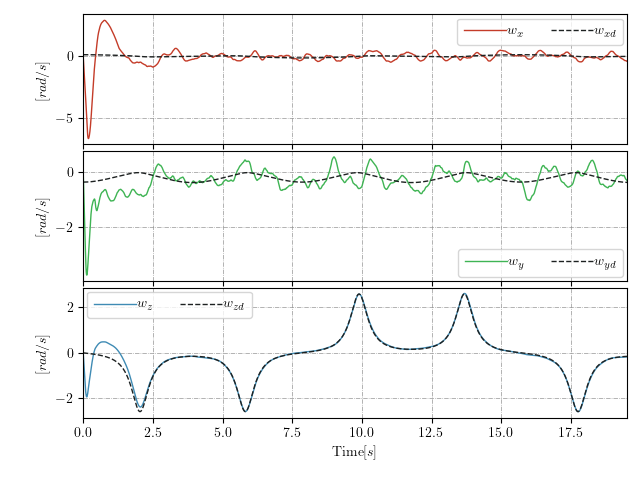 w_x w_xd
0
−5
[rad/s]
0
−2
[rad/s]
w_y w_yd
w_z w_zd
2
0
−2
[rad/s]
0.0 2.5 5.0 7.5 10.0 12.5 15.0 17.5
Time[s]